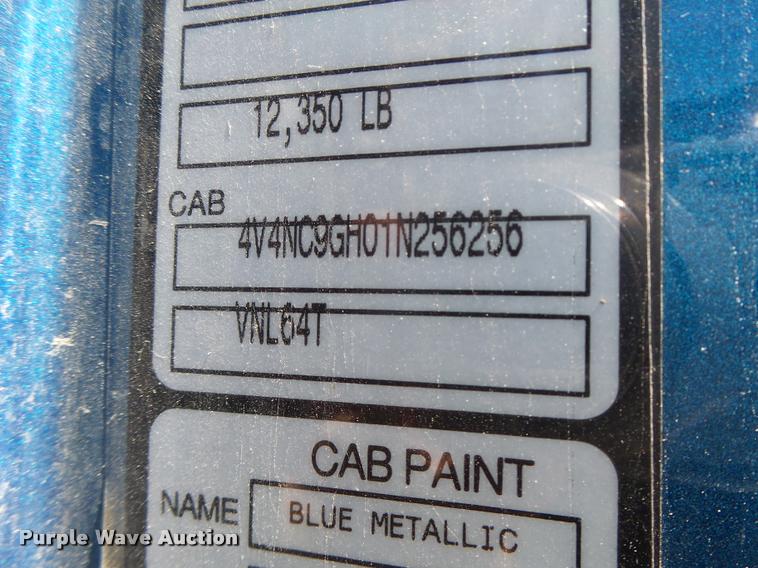 12,350 LB
CAB
4V4NC9GH01N256256
VNL64T
CAB PAINT
NAME
BLUE METALLIC
Purple Wave Auction